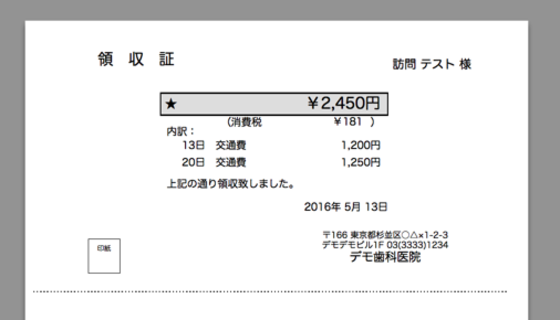 領 収 証
訪問 テスト 様
★ ￥2,450円
（消費税 ￥181 ）
内訳：
13日 交通費 1,200円
20日 交通費 1,250円
上記の通り領収致しました。
2016年 5月 13日
〒166 東京都杉並区○△×1-2-3
デモデモビル1F 03(3333)1234
デモ歯科医院
印紙